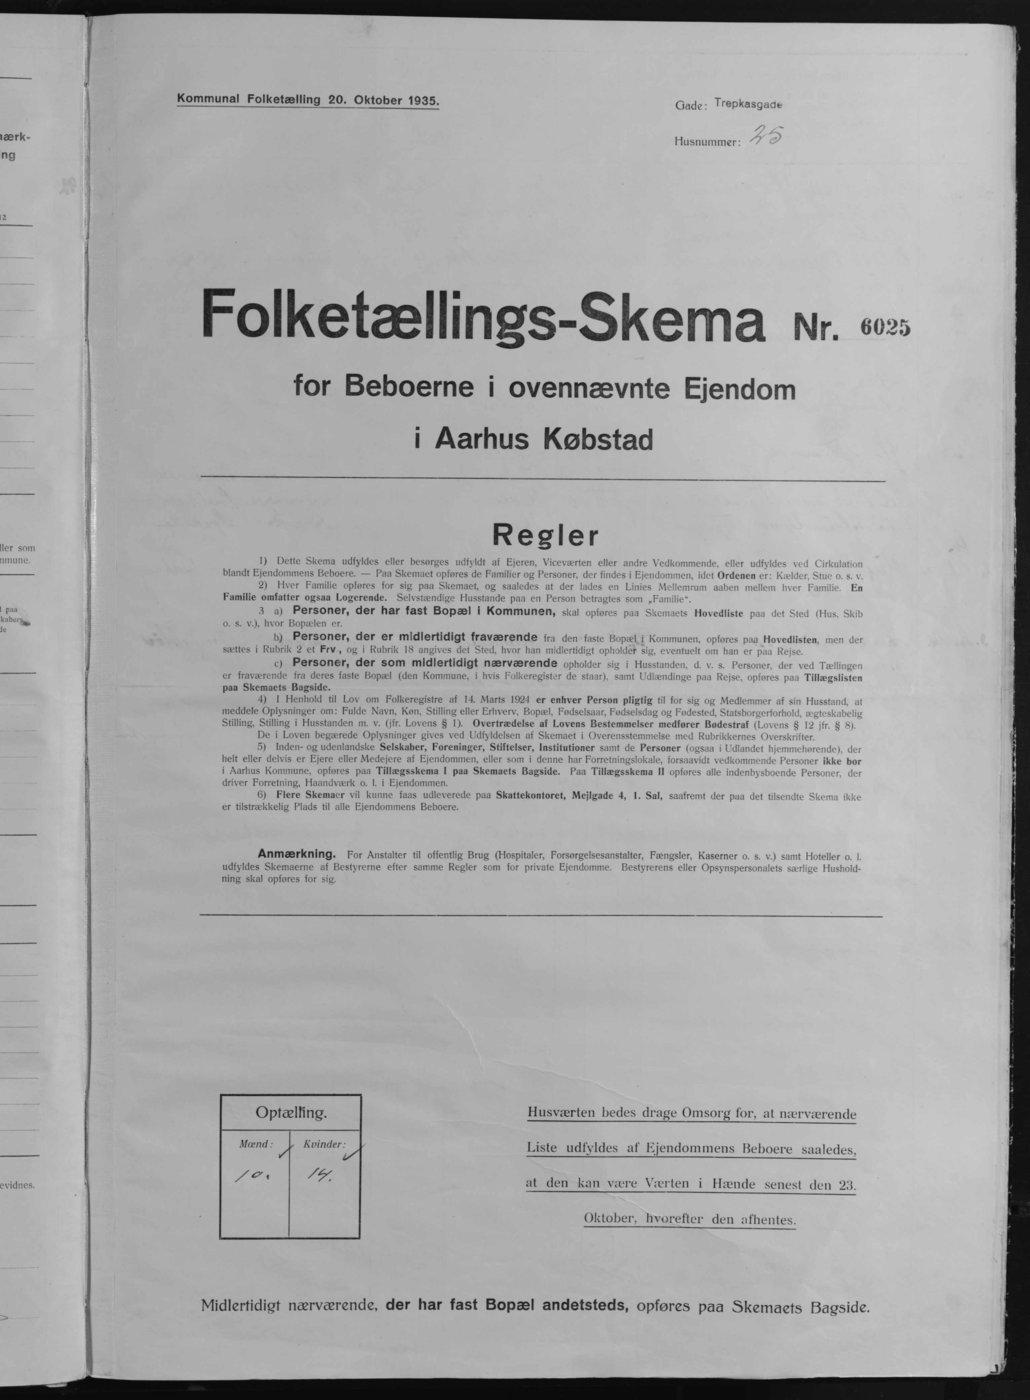 Kommunal Folketælling 20. Oktober 1935.
Gade: Trepkasgade
Husnummer: 25
Folketællings-Skema Nr. 6025
for Beboerne i ovennævnte Ejendom
i Aarhus Købstad
Regler
1) Dette Skema udfyldes eller besørges udfyldt af Ejeren, Viceværten eller andre Vedkommende, eller udfyldes ved Cirkulation
blandt Ejendommens Beboere. — Paa Skemaet opføres de Familier og Personer, der findes i Ejendommen, idet Ordenen er: Kælder, Stue o. s. v.
2) Hver Familie opføres for sig paa Skemaet, og saaledes at der lades en Linies Mellemrum aaben mellem hver Familie. En
Familie omfatter ogsaa Logerende. Selvstændige Husstande paa en Person betragtes som „Familie".
3 a) Personer, der har fast Bopæl i Kommunen, skal opføres paa Skemaets Hovedliste paa det Sted (Hus, Skib
o. s. v.), hvor Bopælen er.
b) Personer, der er midlertidigt fraværende fra den faste Bopæl i Kommunen, opføres paa Hovedlisten, men der
sættes i Rubrik 2 et Frv., og i Rubrik 18 angives det Sted, hvor han midlertidigt opholder sig, eventuelt om han er paa Rejse.
c) Personer, der som midlertidigt nærværende opholder sig i Husstanden, d. v. s. Personer, der ved Tællingen
er fraværende fra deres faste Bopæl (den Kommune, i hvis Folkeregister de staar), samt Udlændinge paa Rejse, opføres paa Tillægslisten
paa Skemaets Bagside.
4) I Henhold til Lov om Folkeregistre af 14. Marts 1924 er enhver Person pligtig til for sig og Medlemmer af sin Husstand, at
meddele Oplysninger om: Fulde Navn, Køn, Stilling eller Erhverv, Bopæl, Fødselsaar, Fødselsdag og Fødested, Statsborgerforhold, ægteskabelig
Stilling, Stilling i Husstanden m. v. (jfr. Lovens § 1). Overtrædelse af Lovens Bestemmelser medfører Bødestraf (Lovens § 12 jfr. § 8).
De i Loven begærede Oplysninger gives ved Udfyldelsen af Skemaet i Overensstemmelse med Rubrikkernes Overskrifter.
5) Inden- og udenlandske Selskaber, Foreninger, Stiftelser, Institutioner samt de Personer (ogsaa i Udlandet hjemmehørende), der
helt eller delvis er Ejere eller Medejere af Ejendommen, eller som i denne har Forretningslokale, forsaavidt vedkommende Personer ikke bor
i Aarhus Kommune, opføres paa Tillægsskema I paa Skemaets Bagside. Paa Tillægsskema II opføres alle indenbysboende Personer, der
driver Forretning, Haandværk o. l. i Ejendommen.
6) Flere Skemaer vil kunne faas udleverede paa Skattekontoret, Mejlgade 4, 1. Sal, saafremt der paa det tilsendte Skema ikke
er tilstrækkelig Plads til alle Ejendommens Beboere.
Anmærkning. For Anstalter til offentlig Brug (Hospitaler, Forsørgelsesanstalter, Fængsler, Kaserner o. s. v.) samt Hoteller o. l.
udfyldes Skemaerne af Bestyrerne efter samme Regler som for private Ejendomme. Bestyrerens eller Opsynspersonalets særlige Hushold-
ning skal opføres for sig.
Optælling.
Mænd: Kvinder:
10. 14.
Husværten bedes drage Omsorg for, at nærværende
Liste udfyldes af Ejendommens Beboere saaledes,
at den kan være Værten i Hænde senest den 23.
Oktober, hvorefter den afhentes.
Midlertidigt nærværende, der har fast Bopæl andetsteds, opføres paa Skemaets Bagside.